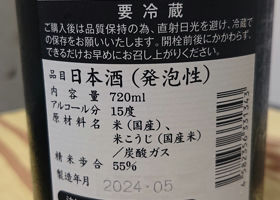 要冷蔵
ご購入後は品質保持の為、直射日光を避け、冷蔵で
の保存をお願いいたします。開栓前後にかかわらず、
できるだけお早めにお召し上がりください。
品目 日本酒(発泡性)
内容量 720ml
アルコール分 15度
原材料名 米(国産)、
米こうじ(国産米)
/炭酸ガス
精米歩合 55%
製造年月 2024.05
4 582356 331343